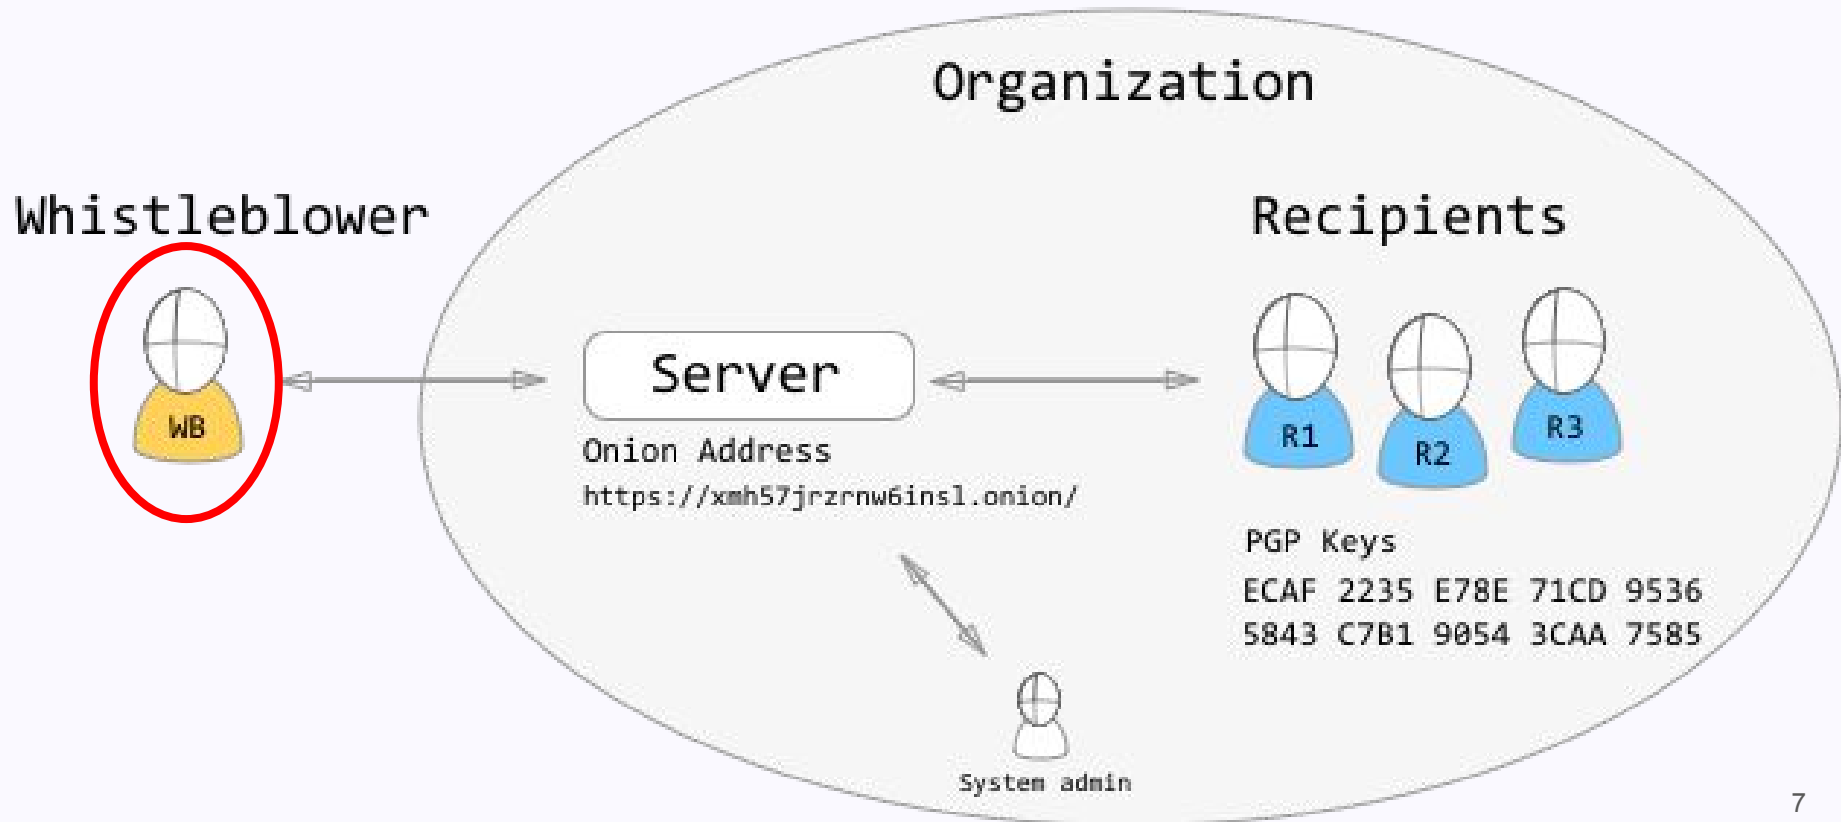 Organization
Whistleblower
Recipients
WB
Server
Onion Address
https://xmh57jrzrnw6insl.onion/
R1
R2
R3
PGP Keys
ECAF 2235 E78E 71CD 9536
5843 C7B1 9054 3CAA 7585
System admin
7